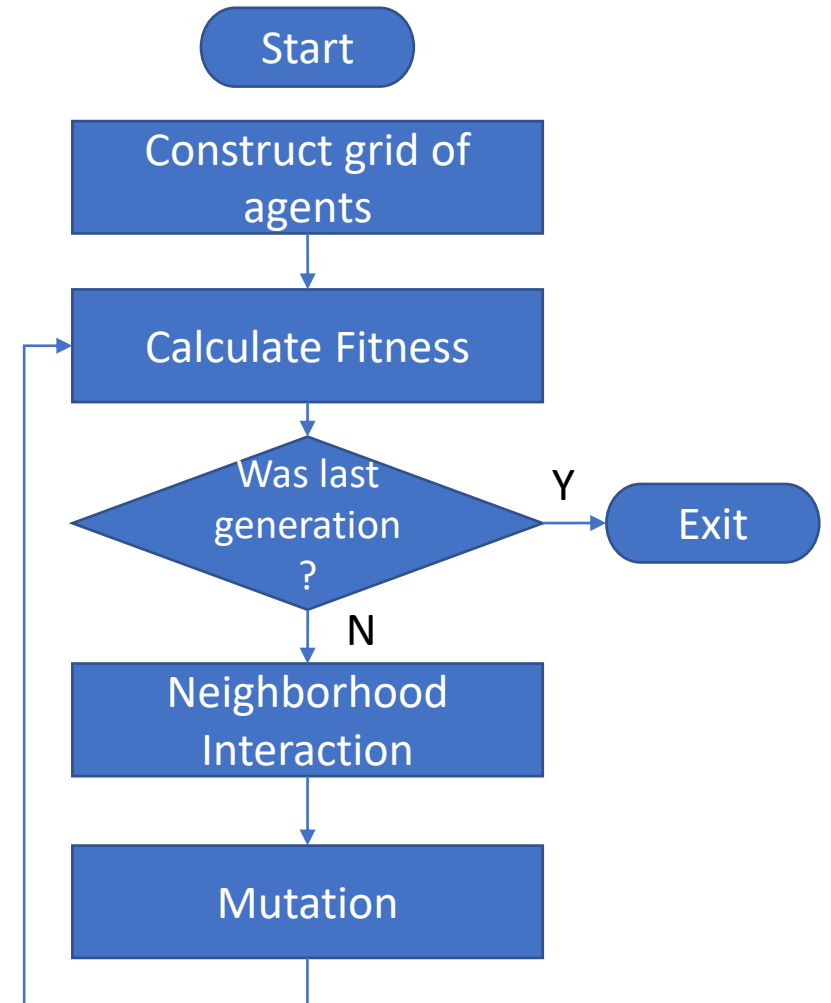 Start
Construct grid of
agents
Calculate Fitness
Was last
generation
?
Y
Exit
N
Neighborhood
Interaction
Mutation